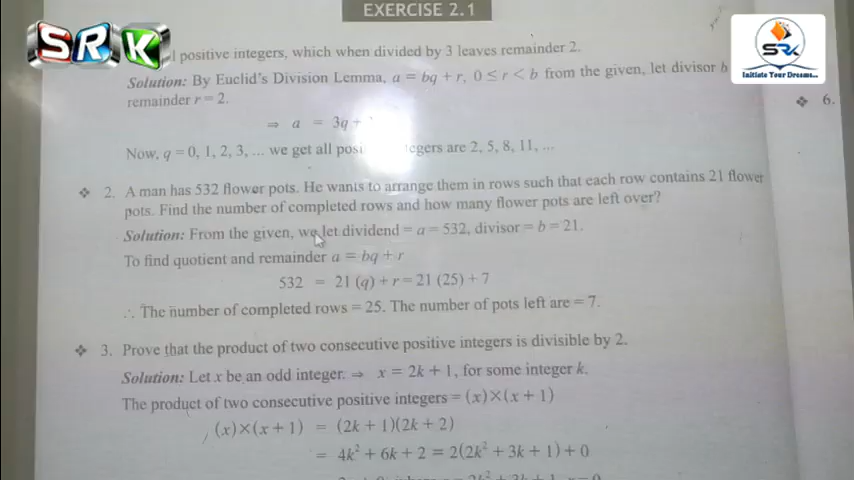 EXERCISE 2.1
SRK
SRK
Initiate Your Dreams..
positive integers, which when divided by 3 leaves remainder 2.
Solution: By Euclid's Division Lemma, a = bq + r, 0 ≤ r < b from the given, let divisor b
remainder r = 2.
⇒ a = 3q +
Now, q = 0, 1, 2, 3, ... we get all integers are 2, 5, 8, 11, ...
❖ 6.
❖ 2. A man has 532 flower pots. He wants to arrange them in rows such that each row contains 21 flower
pots. Find the number of completed rows and how many flower pots are left over?
Solution: From the given, we let dividend = a = 532, divisor = b = 21.
To find quotient and remainder a = bq + r
532 = 21 (q) + r = 21 (25) + 7
∴ The number of completed rows = 25. The number of pots left are = 7.
❖ 3. Prove that the product of two consecutive positive integers is divisible by 2.
Solution: Let x be an odd integer. ⇒ x = 2k + 1, for some integer k.
The product of two consecutive positive integers = (x)×(x + 1)
(x)×(x + 1) = (2k + 1)(2k + 2)
= 4k² + 6k + 2 = 2(2k² + 3k + 1) + 0